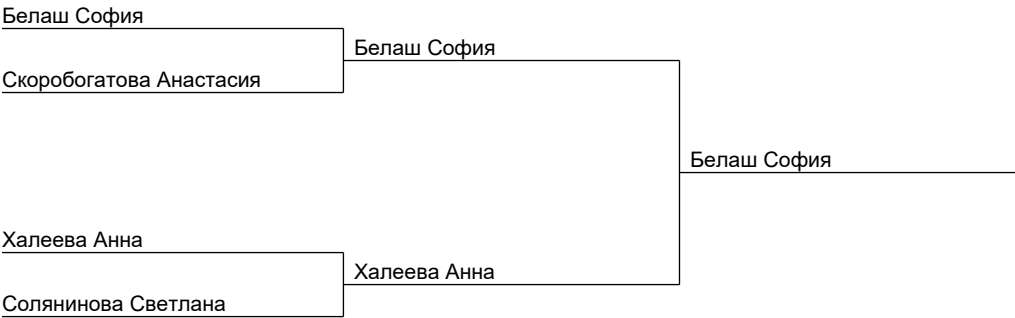 Белаш София
Белаш София
Скоробогатова Анастасия
Белаш София
Халеева Анна
Халеева Анна
Солянинова Светлана